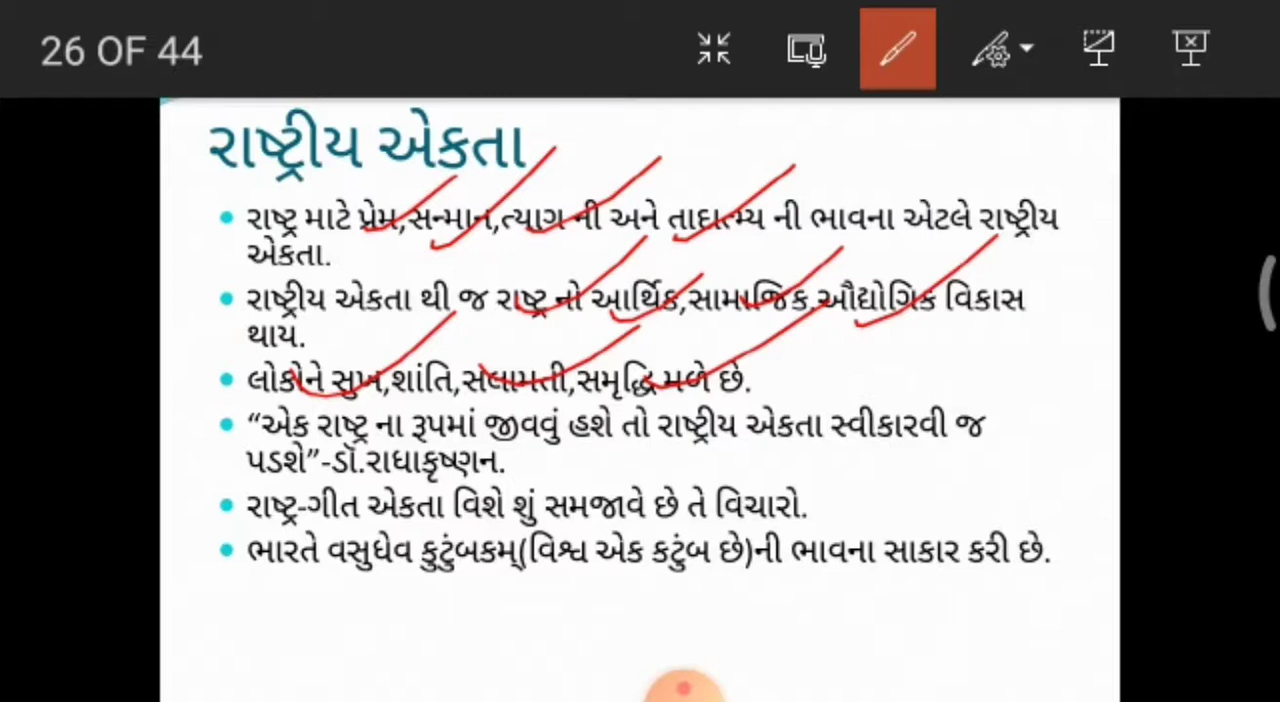 26 OF 44
રાષ્ટ્રીય એકતા
રાષ્ટ્ર માટે પ્રેમ,સન્માન,ત્યાગ ની અને તાદાત્મ્ય ની ભાવના એટલે રાષ્ટ્રીય
એકતા.
રાષ્ટ્રીય એકતા થી જ રાષ્ટ્ર નો આર્થિક,સામાજિક,ઔદ્યોગિક વિકાસ
થાય.
લોકોને સુખ,શાંતિ,સલામતી,સમૃદ્ધિ મળે છે.
“એક રાષ્ટ્ર ના રૂપમાં જીવવું હશે તો રાષ્ટ્રીય એકતા સ્વીકારવી જ
પડશે”-ડૉ.રાધાકૃષ્ણન.
રાષ્ટ્ર-ગીત એકતા વિશે શું સમજાવે છે તે વિચારો.
ભારતે વસુધેવ કુટુંબકમ્(વિશ્વ એક કટુંબ છે)ની ભાવના સાકાર કરી છે.